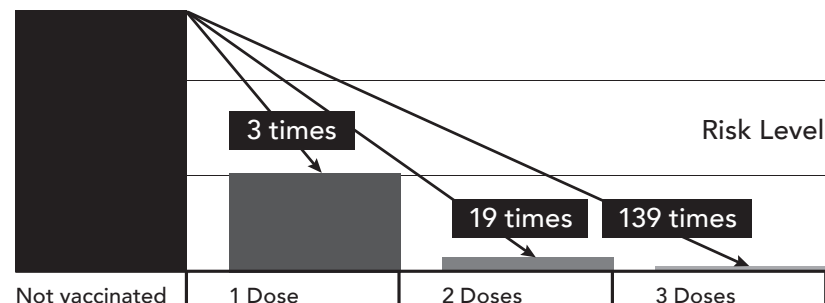 3 times
Risk Level
19 times
139 times
Not vaccinated
1 Dose
2 Doses
3 Doses